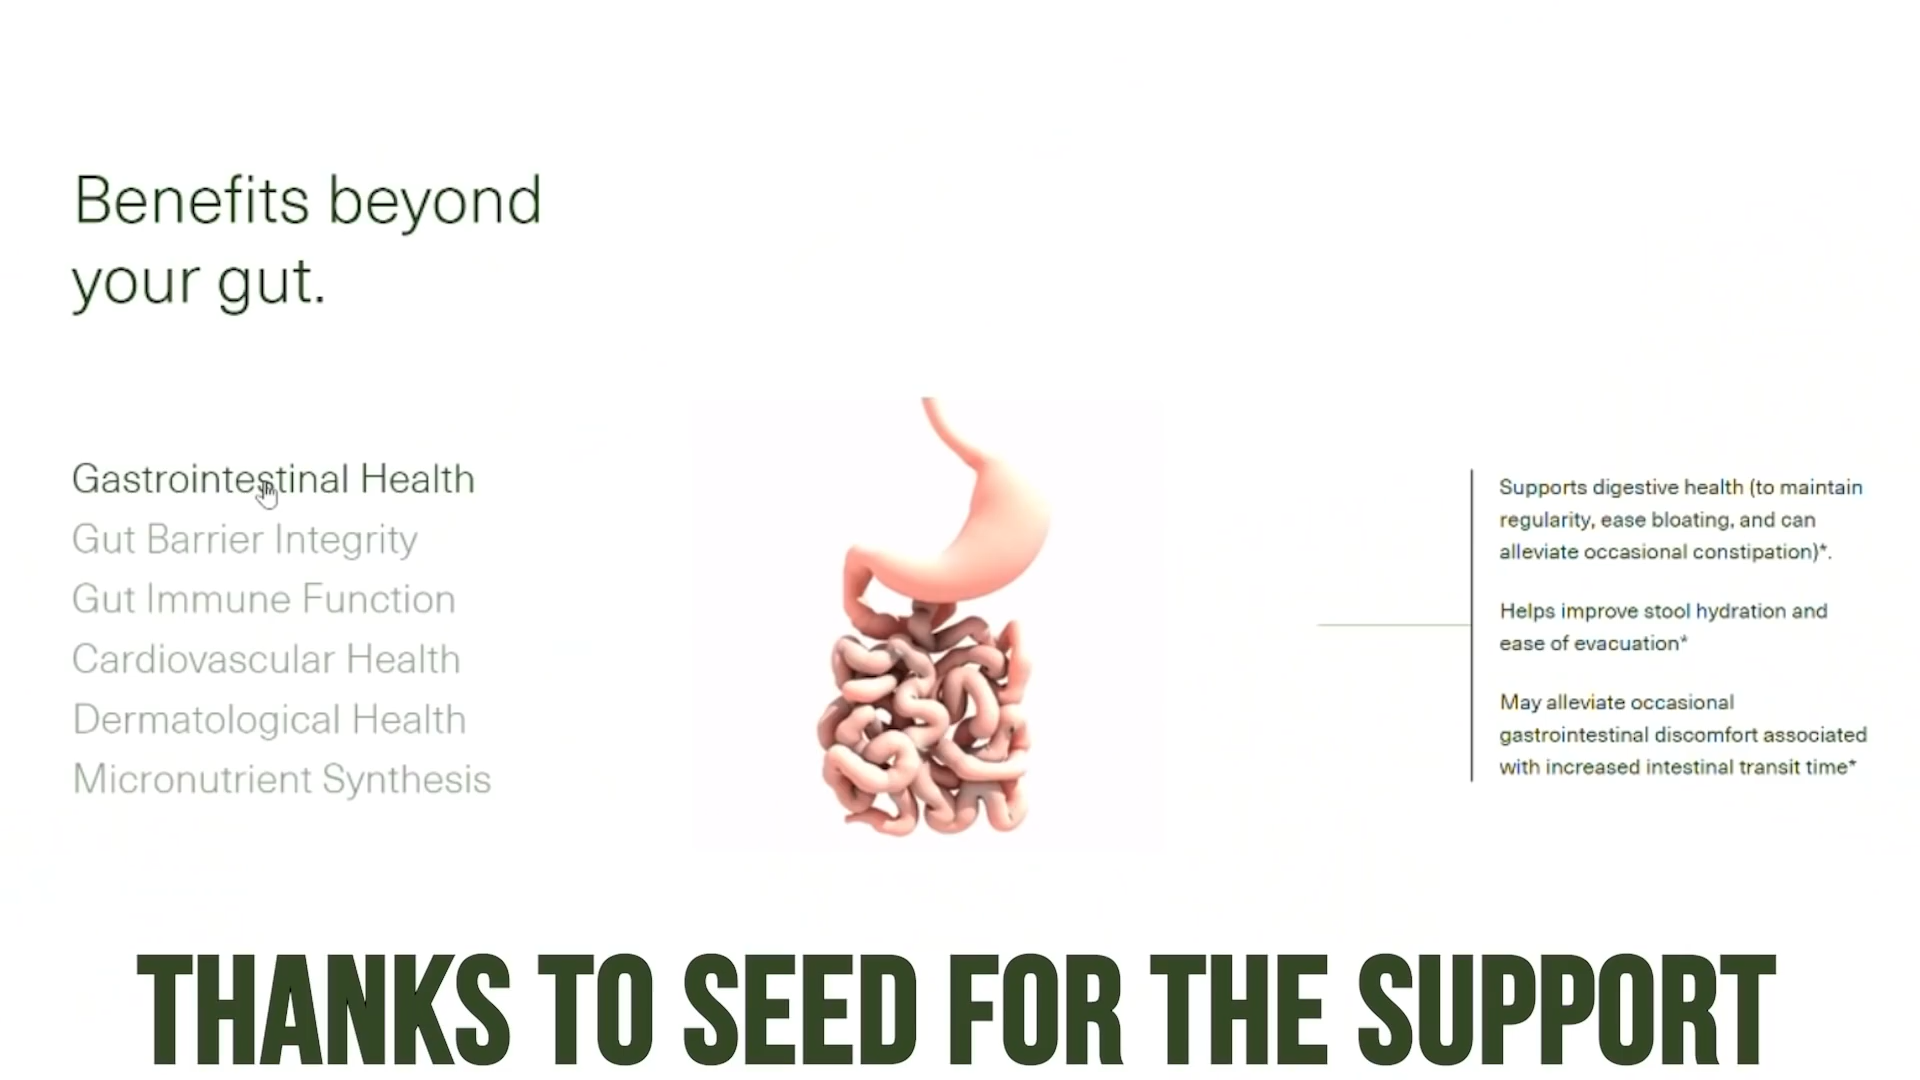 Benefits beyond
your gut.
Gastrointestinal Health
Gut Barrier Integrity
Gut Immune Function
Cardiovascular Health
Dermatological Health
Micronutrient Synthesis
Supports digestive health (to maintain
regularity, ease bloating, and can
alleviate occasional constipation)*.
Helps improve stool hydration and
ease of evacuation*
May alleviate occasional
gastrointestinal discomfort associated
with increased intestinal transit time*
THANKS TO SEED FOR THE SUPPORT